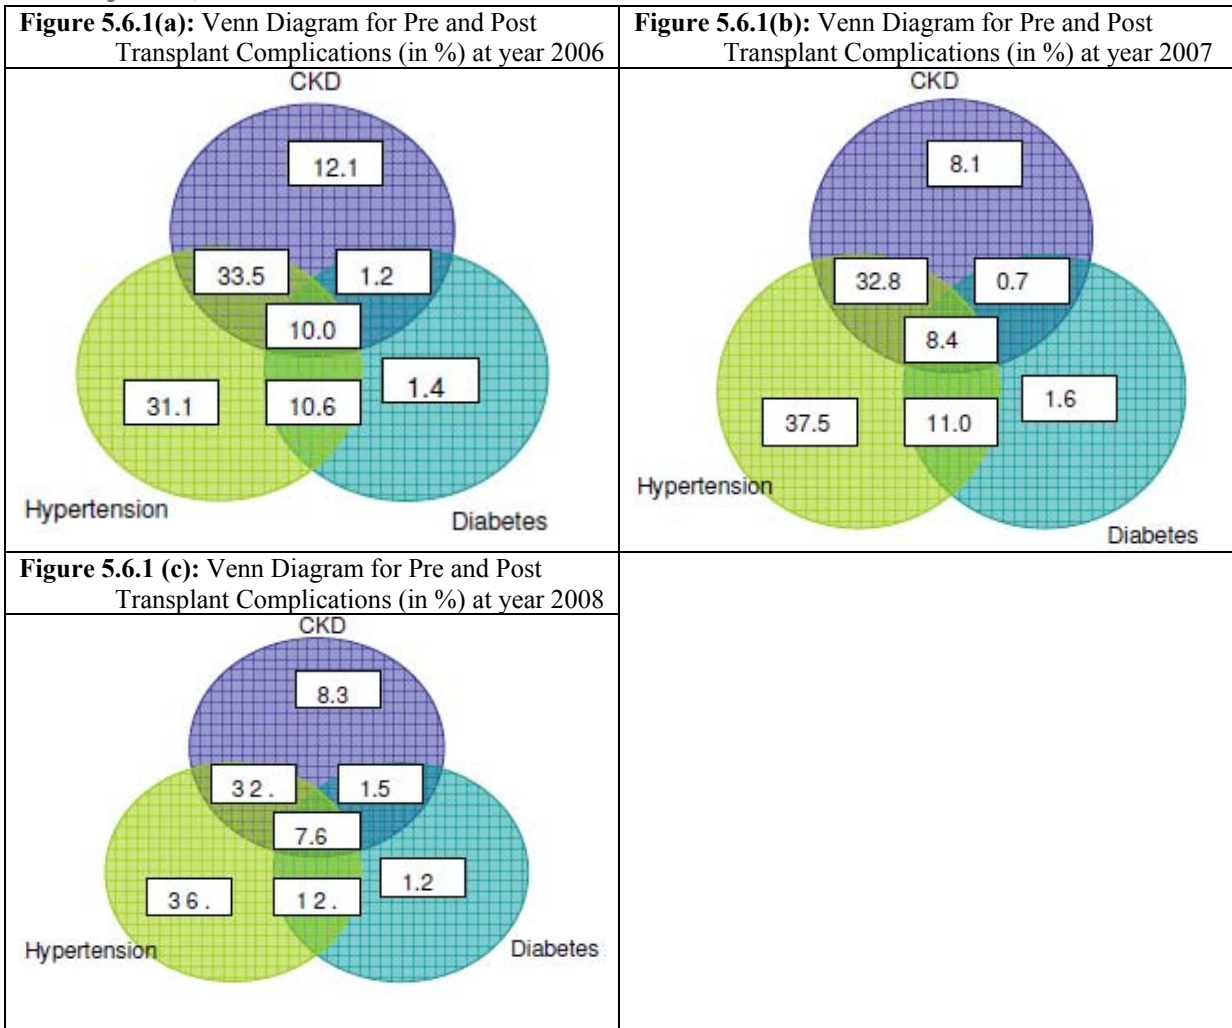 Figure 5.6.1(a): Venn Diagram for Pre and Post
Transplant Complications (in %) at year 2006
CKD
12.1
33.5
1.2
10.0
31.1
10.6
1.4
Hypertension
Diabetes
Figure 5.6.1(b): Venn Diagram for Pre and Post
Transplant Complications (in %) at year 2007
CKD
8.1
32.8
0.7
8.4
37.5
11.0
1.6
Hypertension
Diabetes
Figure 5.6.1 (c): Venn Diagram for Pre and Post
Transplant Complications (in %) at year 2008
CKD
8.3
32.
1.5
7.6
36.
12.
1.2
Hypertension
Diabetes